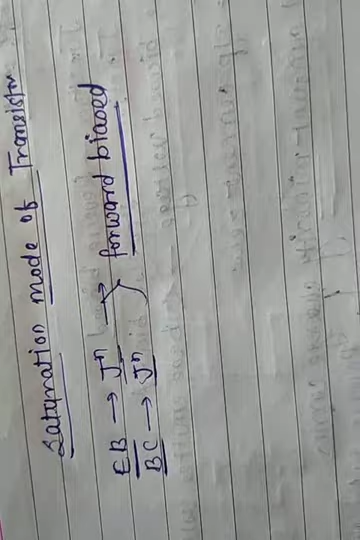 Saturation mode of Transistor
EB → Jⁿ → forward biased
BC → Jⁿ